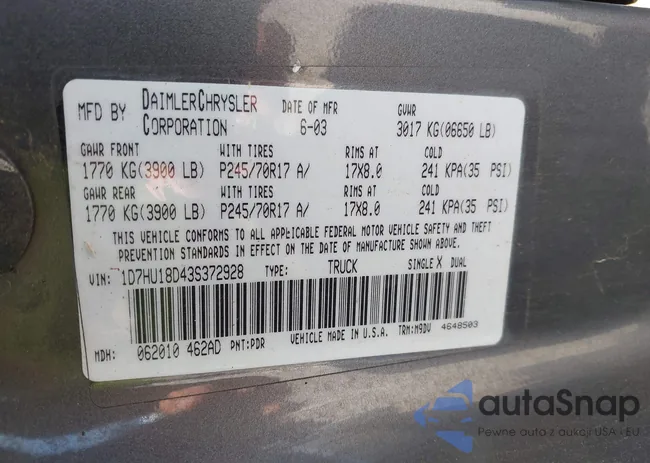 MFD BY DAIMLERCHRYSLER CORPORATION DATE OF MFR 6-03 GVWR 3017 KG(06650 LB)
GAWR FRONT WITH TIRES RIMS AT COLD
1770 KG(3900 LB) P245/70R17 A/ 17X8.0 241 KPA(35 PSI)
GAWR REAR WITH TIRES RIMS AT COLD
1770 KG(3900 LB) P245/70R17 A/ 17X8.0 241 KPA(35 PSI)
THIS VEHICLE CONFORMS TO ALL APPLICABLE FEDERAL MOTOR VEHICLE SAFETY AND THEFT
PREVENTION STANDARDS IN EFFECT ON THE DATE OF MANUFACTURE SHOWN ABOVE.
VIN: 1D7HU18D43S372928 TYPE: TRUCK SINGLE X DUAL
MDH: 062010 462AD PNT:PDR VEHICLE MADE IN U.S.A. TRM:M9DV 4648503
autoSnap
Pewne auta z aukcji USA - EU